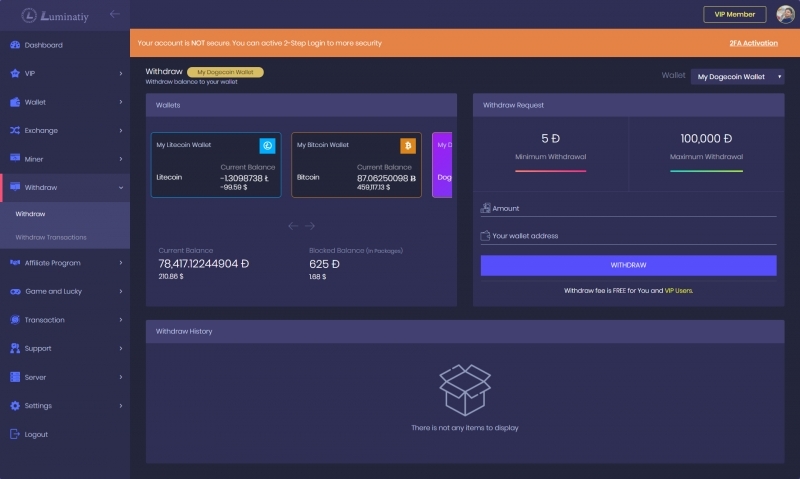 Luminatiy
VIP Member
Your account is NOT secure. You can active 2-Step Login to more security
2FA Activation
Dashboard
VIP
Wallet
Exchange
Miner
Withdraw
Withdraw
Withdraw Transactions
Affiliate Program
Game and Lucky
Transaction
Support
Server
Settings
Logout
Withdraw
My Dogecoin Wallet
Withdraw balance to your wallet
Wallet
My Dogecoin Wallet
Wallets
My Litecoin Wallet
Current Balance
Litecoin
-1.3098738 Ł
-99.59 $
My Bitcoin Wallet
Current Balance
Bitcoin
87.06250098 Ƀ
459,117.13 $
My D
Dog
Current Balance
78,417.12244904 Ð
210.86 $
Blocked Balance (in Packages)
625 Ð
1.68 $
Withdraw Request
5 Ð
Minimum Withdrawal
100,000 Ð
Maximum Withdrawal
Amount
Your wallet address
WITHDRAW
Withdraw fee is FREE for You and VIP Users.
Withdraw History
There is not any items to display